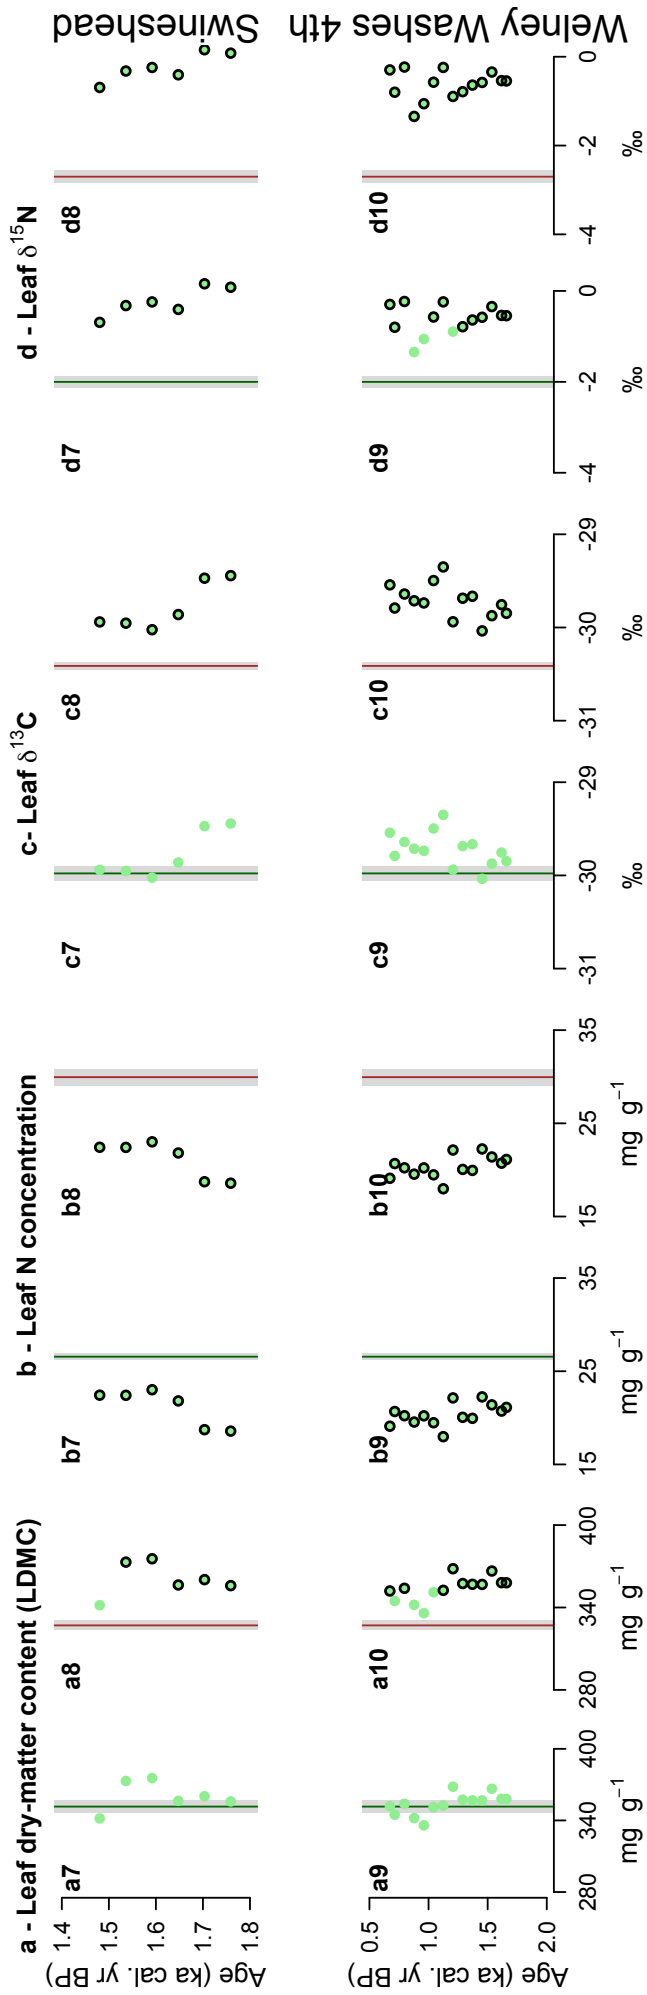 a - Leaf dry-matter content (LDMC)
b - Leaf N concentration
c- Leaf δ¹³C
d - Leaf δ¹⁵N
Swineshead
a7
a8
b7
b8
c7
c8
d7
d8
1.4
1.5
1.6
1.7
1.8
Age (ka cal. yr BP)
Welney Washes 4th
a9
a10
b9
b10
c9
c10
d9
d10
0.5
1.0
1.5
2.0
Age (ka cal. yr BP)
280 340 400
mg g⁻¹
280 340 400
mg g⁻¹
15 25 35
mg g⁻¹
15 25 35
mg g⁻¹
-31 -30 -29
‰
-31 -30 -29
‰
-4 -2 0
‰
-4 -2 0
‰